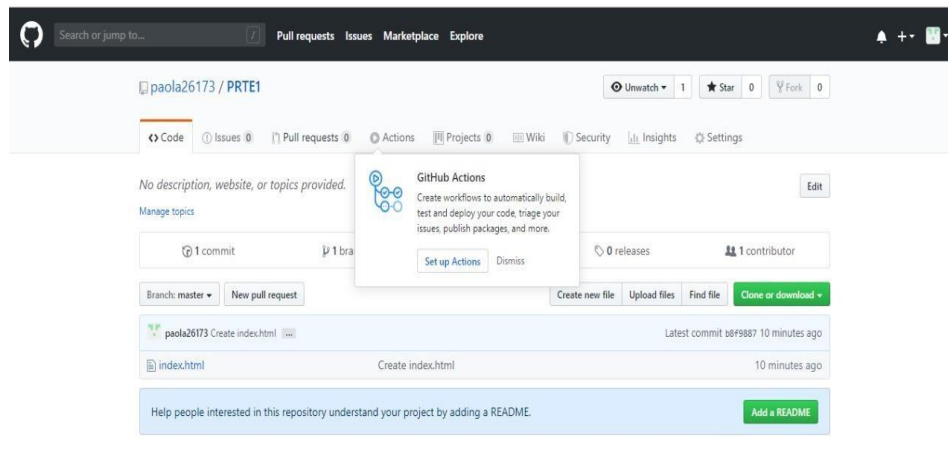 Search or jump to... / Pull requests Issues Marketplace Explore
paola26173 / PRTE1 Unwatch 1 Star 0 Fork 0
Code Issues 0 Pull requests 0 Actions Projects 0 Wiki Security Insights Settings
No description, website, or topics provided. Edit
Manage topics
GitHub Actions
Create workflows to automatically build,
test and deploy your code, triage your
issues, publish packages, and more.
Set up Actions Dismiss
1 commit 1 bra 0 releases 1 contributor
Branch: master New pull request Create new file Upload files Find file Clone or download
paola26173 Create index.html ... Latest commit b8f9887 10 minutes ago
index.html Create index.html 10 minutes ago
Help people interested in this repository understand your project by adding a README. Add a README